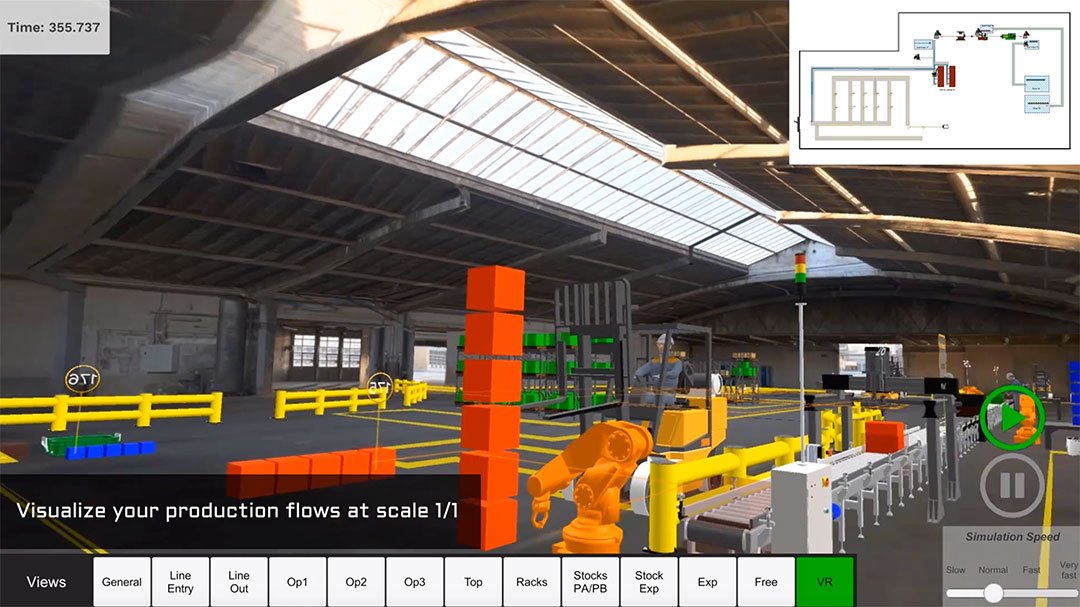 Time: 355.737
176
175
Visualize your production flows at scale 1/1
Simulation Speed
Slow Normal Fast Very fast
Views
General
Line
Entry
Line
Out
Op1
Op2
Op3
Top
Racks
Stocks
PA/PB
Stock
Exp
Exp
Free
VR